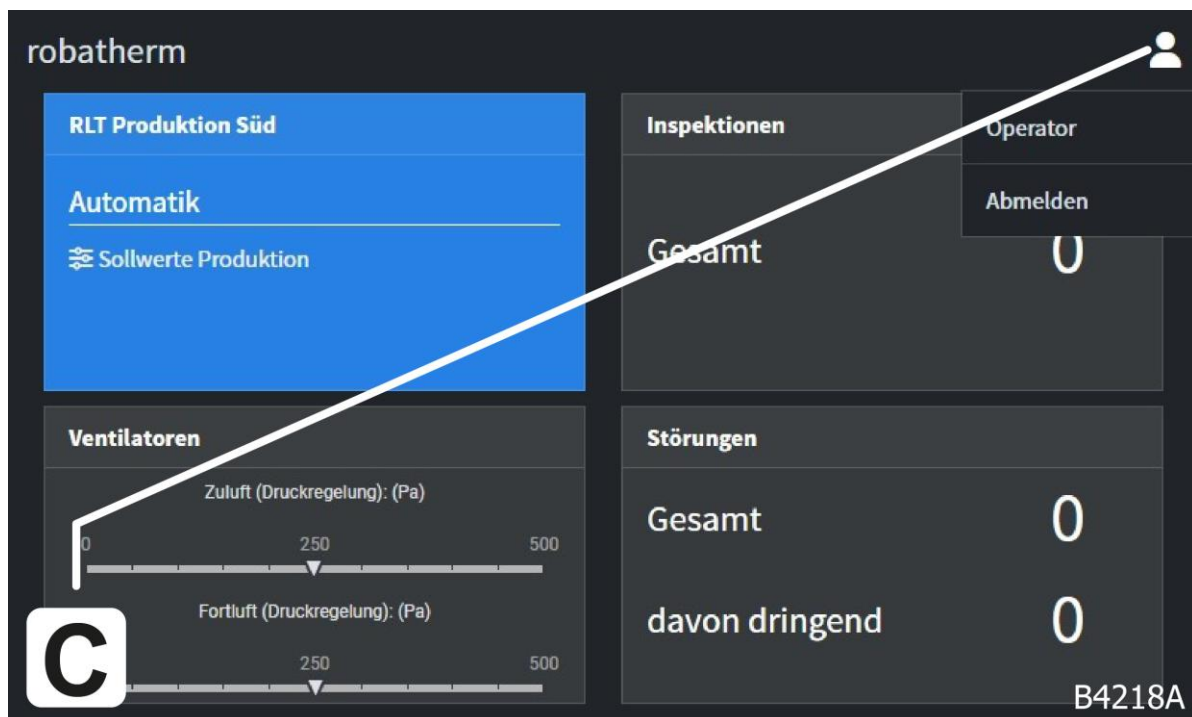 robatherm
RLT Produktion Süd
Automatik
Sollwerte Produktion
Inspektionen
Operator
Abmelden
Gesamt
0
Ventilatoren
Zuluft (Druckregelung): (Pa)
0 250 500
Fortluft (Druckregelung): (Pa)
250 500
Störungen
Gesamt 0
davon dringend 0
C
B4218A